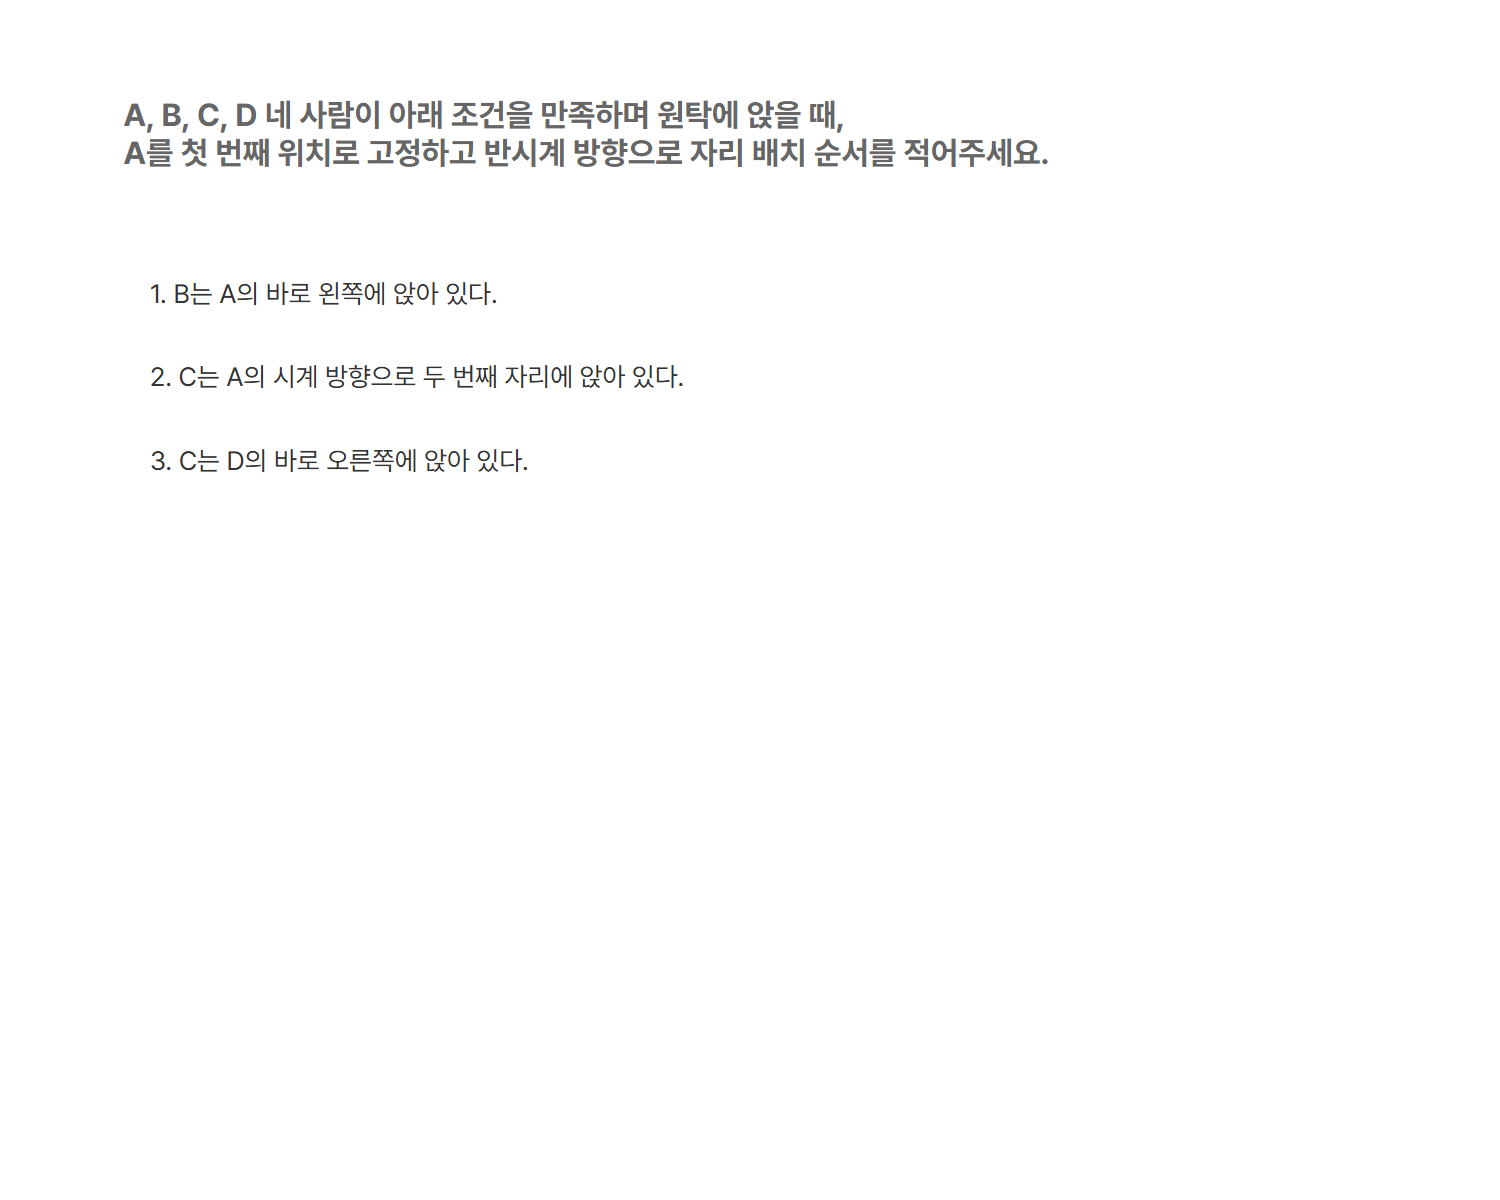 A, B, C, D 네 사람이 아래 조건을 만족하며 원탁에 앉을 때,
A를 첫 번째 위치로 고정하고 반시계 방향으로 자리 배치 순서를 적어주세요.
1. B는 A의 바로 왼쪽에 앉아 있다.
2. C는 A의 시계 방향으로 두 번째 자리에 앉아 있다.
3. C는 D의 바로 오른쪽에 앉아 있다.